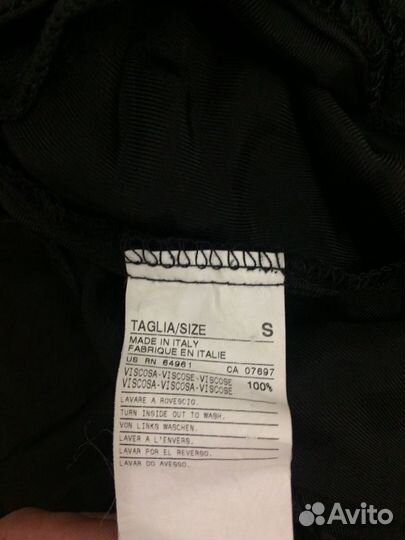 TAGLIA/SIZE S
MADE IN ITALY
FABRIQUE EN ITALIE
US RN 64961 CA 07697
VISCOSA-VISCOSE-VISCOSE
VISCOSA-VISCOSA-VISCOSE 100%
LAVARE A ROVESCIO.
TURN INSIDE OUT TO WASH.
VON LINKS WASCHEN.
LAVER A L'ENVERS.
LAVAR POR EL REVERSO.
LAVAR DO AVESSO.
Avito